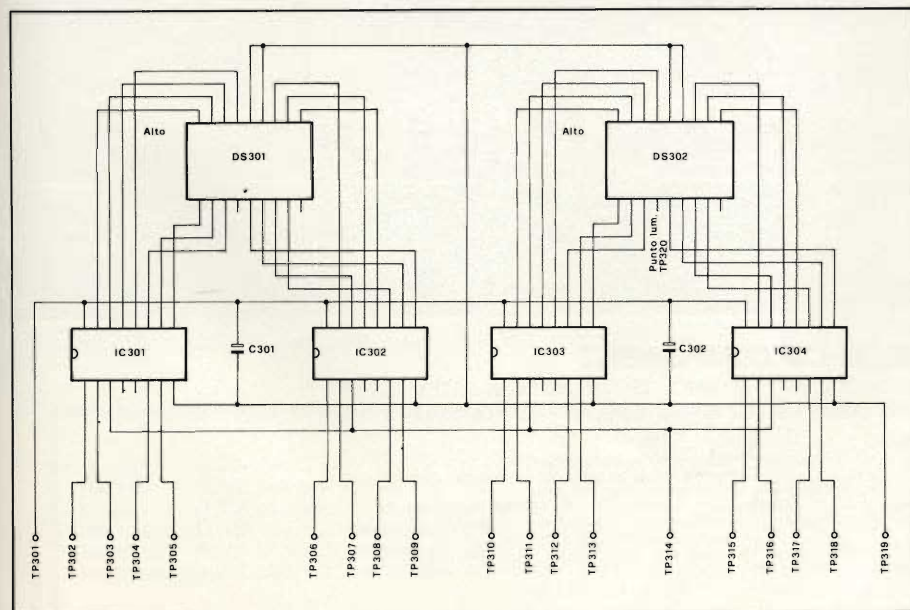 Alto
DS301
Alto
DS302
Punto lum.
TP320
IC301
C301
IC302
IC303
C302
IC304
TP301
TP302
TP303
TP304
TP305
TP306
TP307
TP308
TP309
TP310
TP311
TP312
TP313
TP314
TP315
TP316
TP317
TP318
TP319